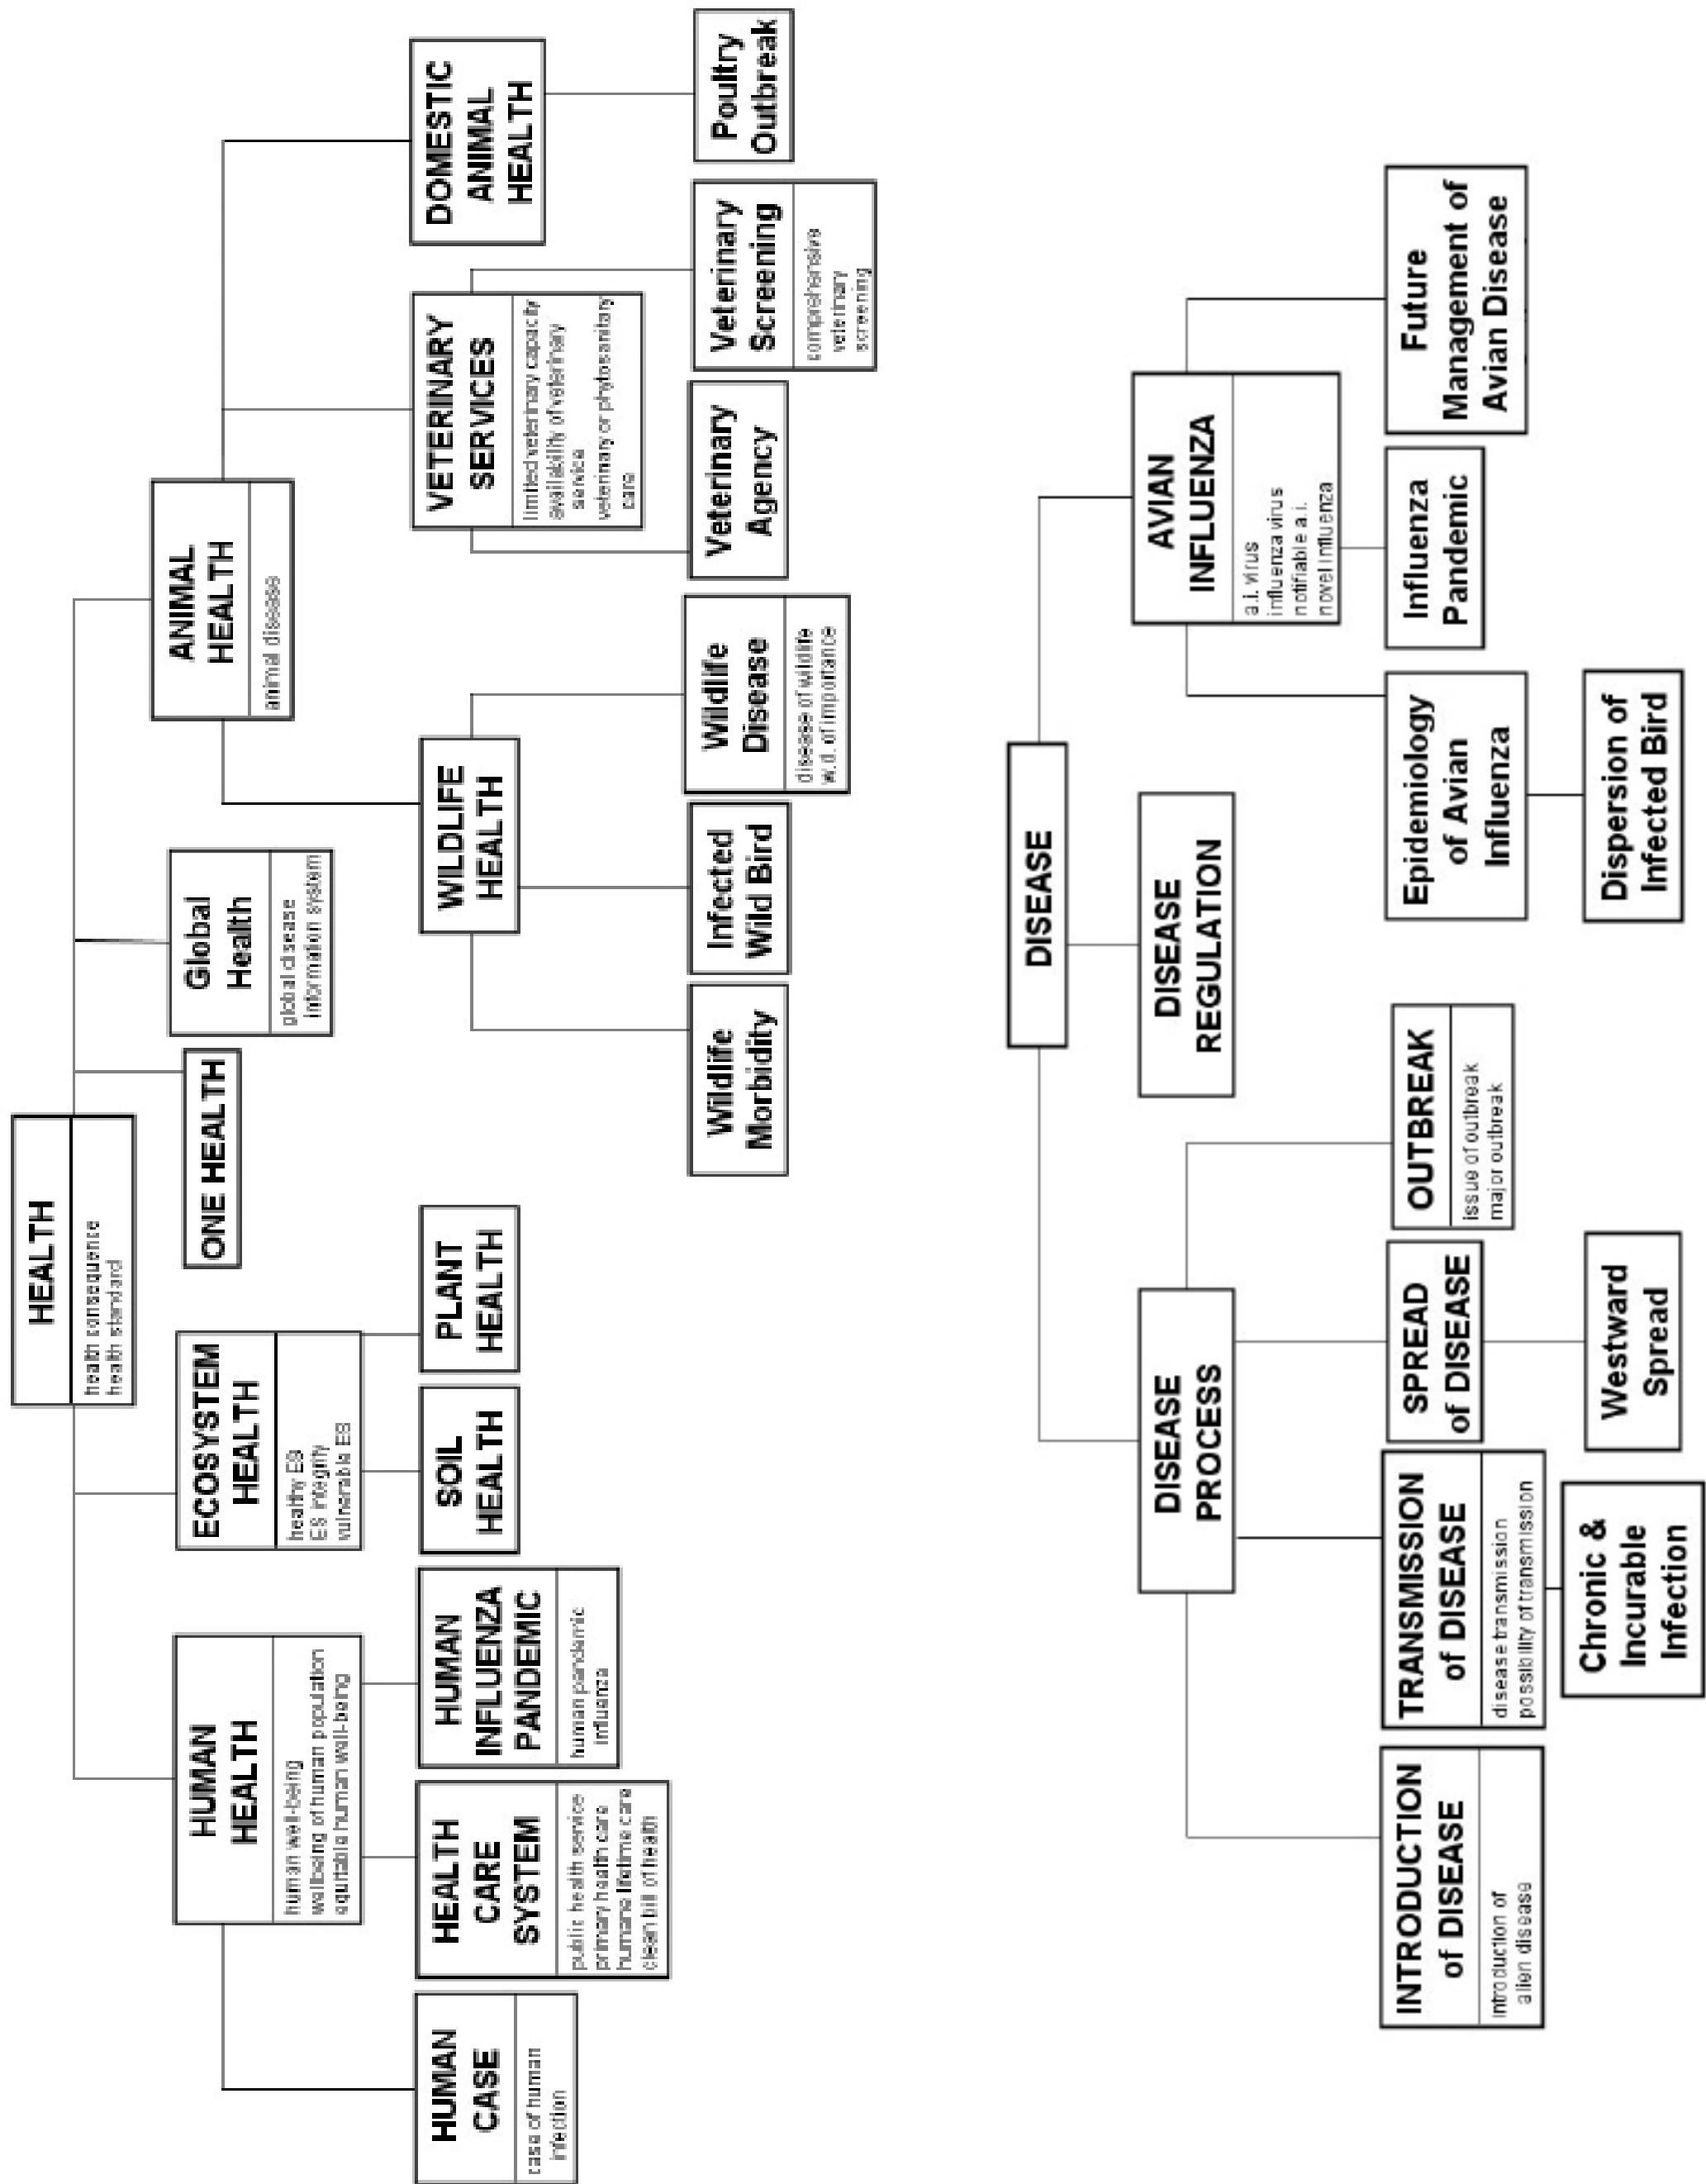 HEALTH
health consequence
health standard
HUMAN
HEALTH
human well-being
wellbeing of human population
equitable human well-being
ECOSYSTEM
HEALTH
healthy ES
ES integrity
vulnerable ES
ONE HEALTH
Global
Health
global disease
information system
ANIMAL
HEALTH
animal disease
HUMAN
CASE
case of human
infection
HEALTH
CARE
SYSTEM
public health service
primary health care
humane lifetime care
clean bill of health
HUMAN
INFLUENZA
PANDEMIC
human pandemic
influenza
SOIL
HEALTH
PLANT
HEALTH
WILDLIFE
HEALTH
VETERINARY
SERVICES
limited veterinary capacity
availability of veterinary
service
veterinary or phytosanitary
care
DOMESTIC
ANIMAL
HEALTH
Wildlife
Morbidity
Infected
Wild Bird
Wildlife
Disease
disease of wildlife
w.d. of importance
Veterinary
Agency
Veterinary
Screening
comprehensive
veterinary
screening
Poultry
Outbreak
DISEASE
DISEASE
PROCESS
DISEASE
REGULATION
AVIAN
INFLUENZA
a.i. virus
influenza virus
notifiable a.i.
novel influenza
INTRODUCTION
of DISEASE
introduction of
alien disease
TRANSMISSION
of DISEASE
disease transmission
possibility of transmission
SPREAD
of DISEASE
OUTBREAK
issue of outbreak
major outbreak
Epidemiology
of Avian
Influenza
Influenza
Pandemic
Future
Management of
Avian Disease
Chronic &
Incurable
Infection
Westward
Spread
Dispersion of
Infected Bird